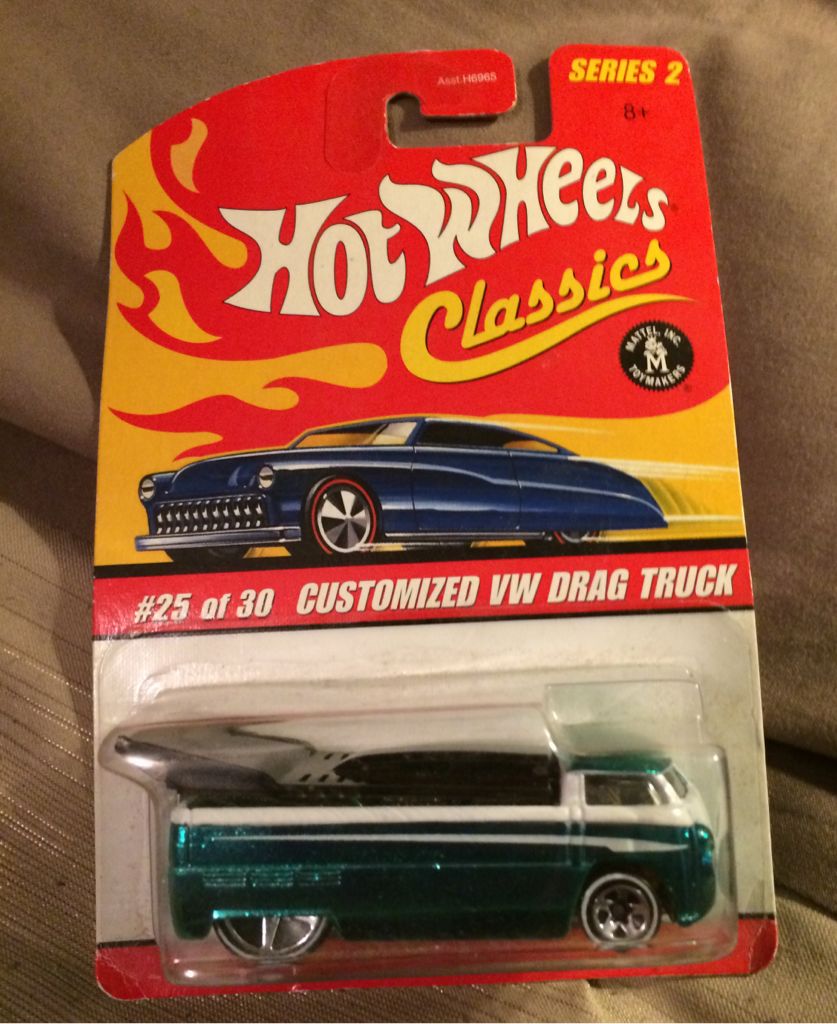 Asst.H6965
SERIES 2
8+
HOT WHEELS
Classics
MATTEL, INC.
M
TOYMAKERS
#25 of 30 CUSTOMIZED VW DRAG TRUCK